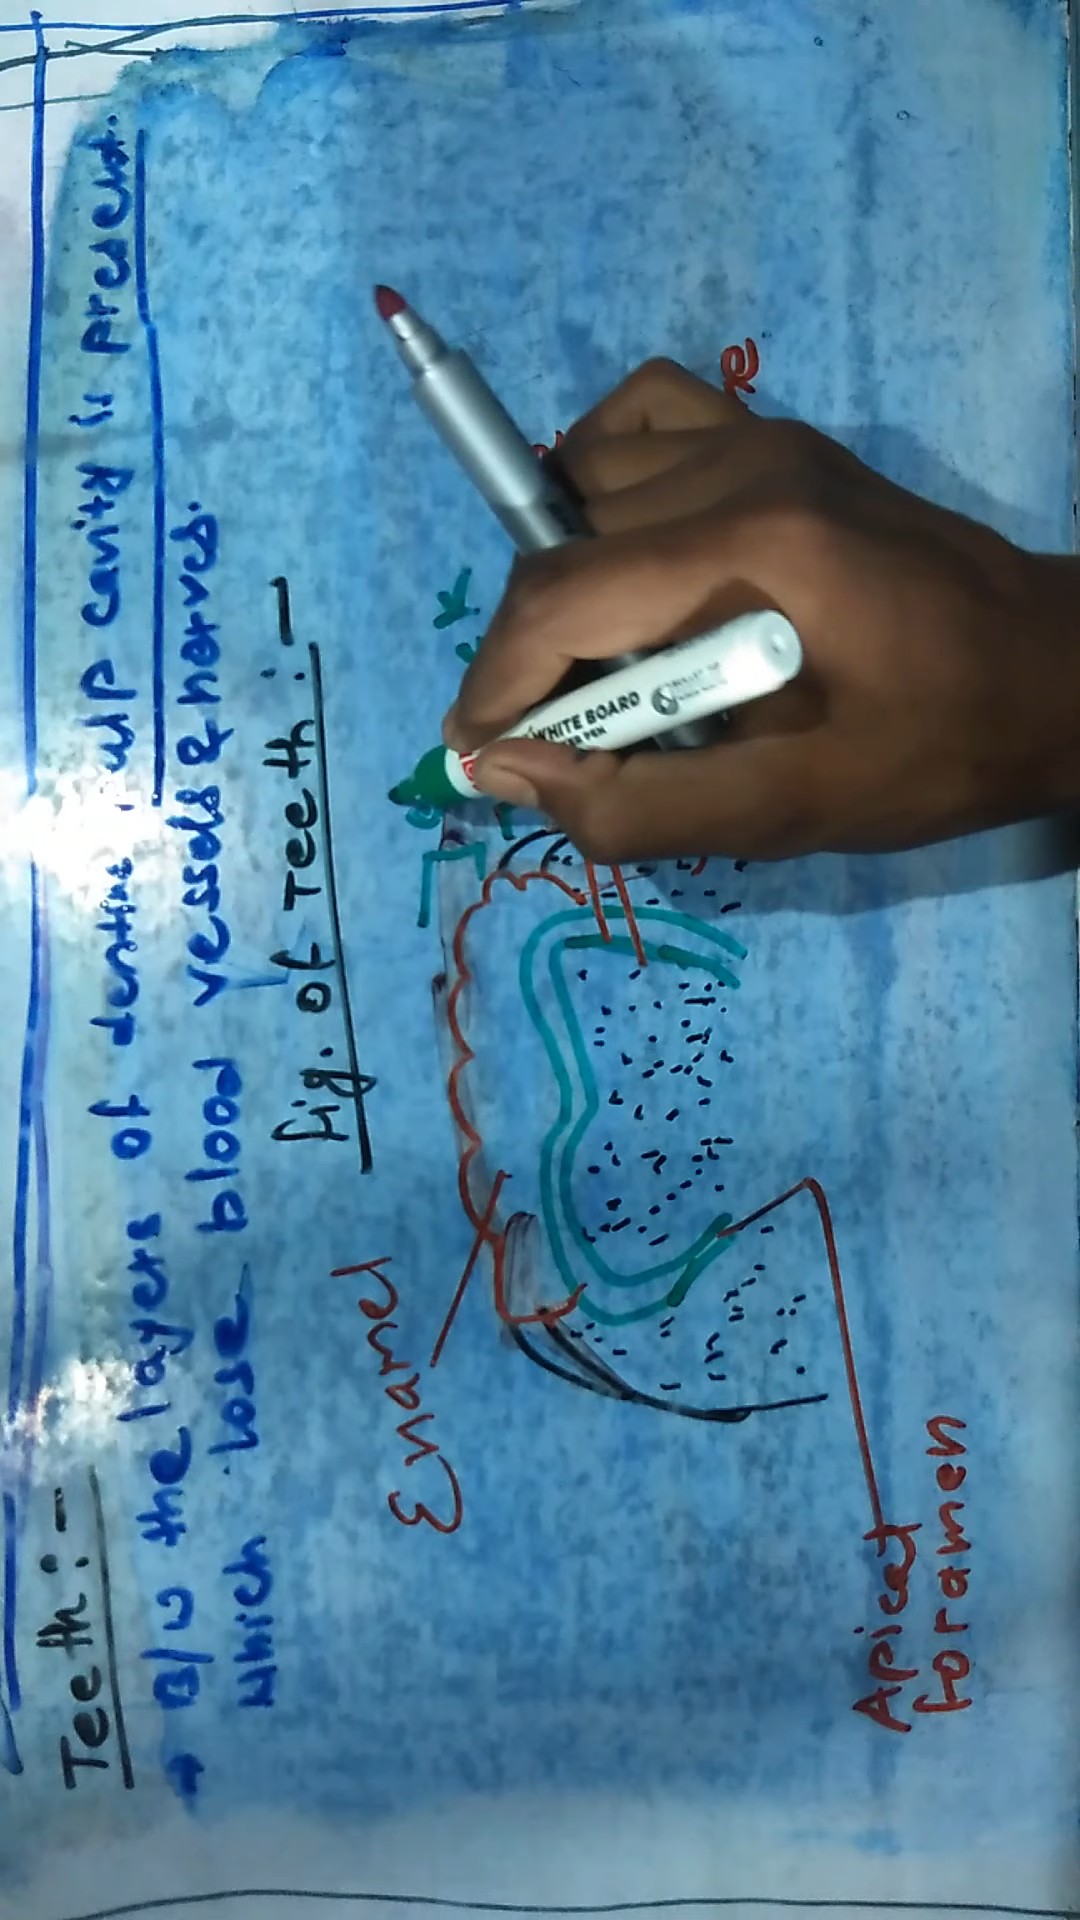 Teeth:-
→ B/w the layers of dentine pulp cavity is present.
which lose blood vessels & nerves.
fig. of Teeth:-
Enamel
Apical
foramen
WHITE BOARD